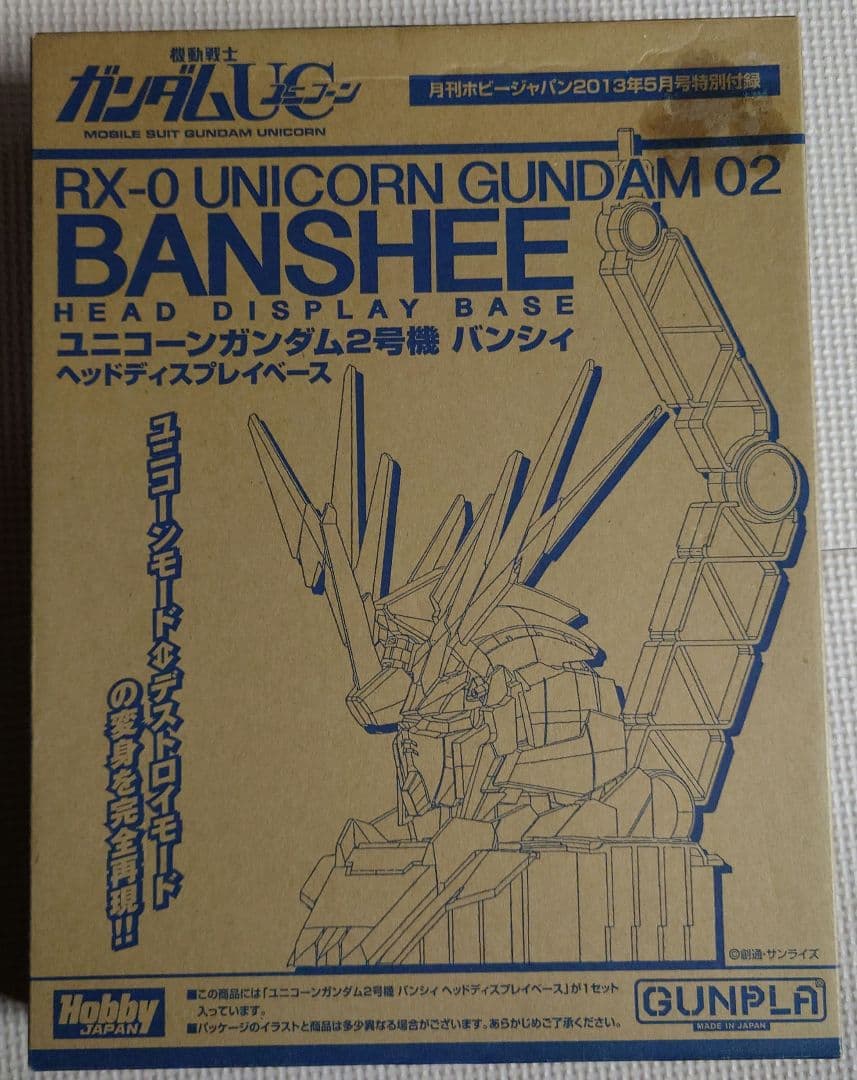 機動戦士
ガンダムUC
ユニコーン
MOBILE SUIT GUNDAM UNICORN
月刊ホビージャパン2013年5月号特別付録
RX-0 UNICORN GUNDAM 02
BANSHEE
HEAD DISPLAY BASE
ユニコーンガンダム2号機 バンシィ
ヘッドディスプレイベース
ユニコーンモード⇔デストロイモード
の変身を完全再現!!
©創通・サンライズ
Hobby
JAPAN
■この商品には「ユニコーンガンダム2号機 バンシィ ヘッドディスプレイベース」が1セット
入っています。
■パッケージのイラストと商品は多少異なる場合がございます。あらかじめご了承ください。
GUNPLA
MADE IN JAPAN